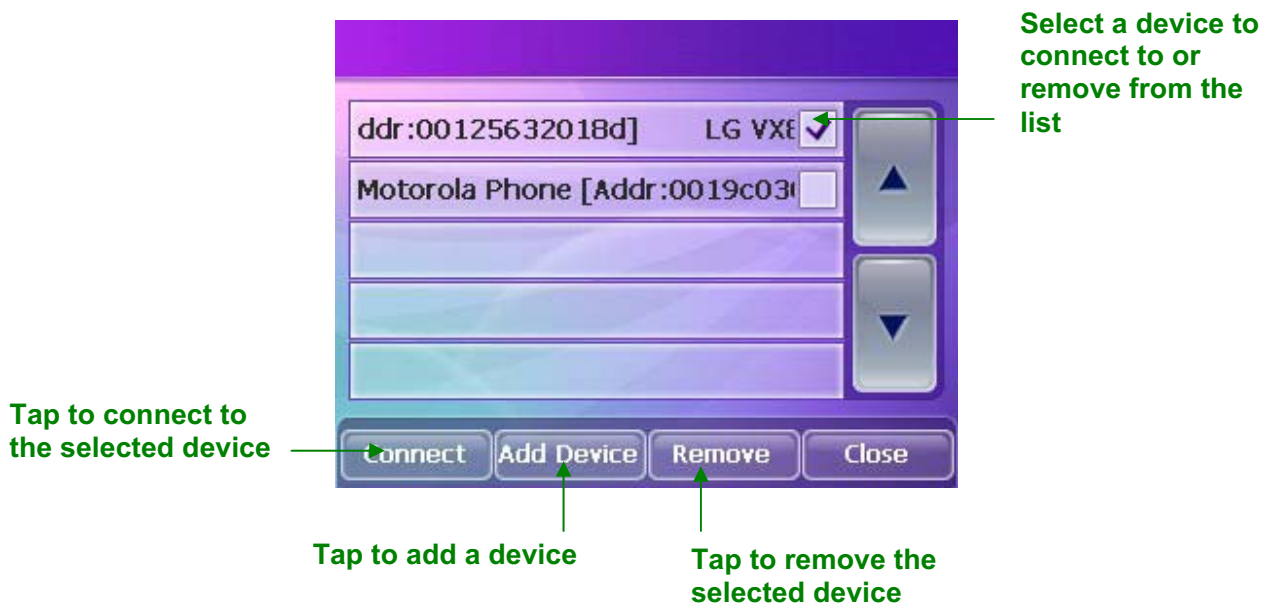 Select a device to
connect to or
remove from the
list
ddr:00125632018d] LG VX
Motorola Phone [Addr:0019c03
Tap to connect to
the selected device
Connect Add Device Remove Close
Tap to add a device
Tap to remove the
selected device